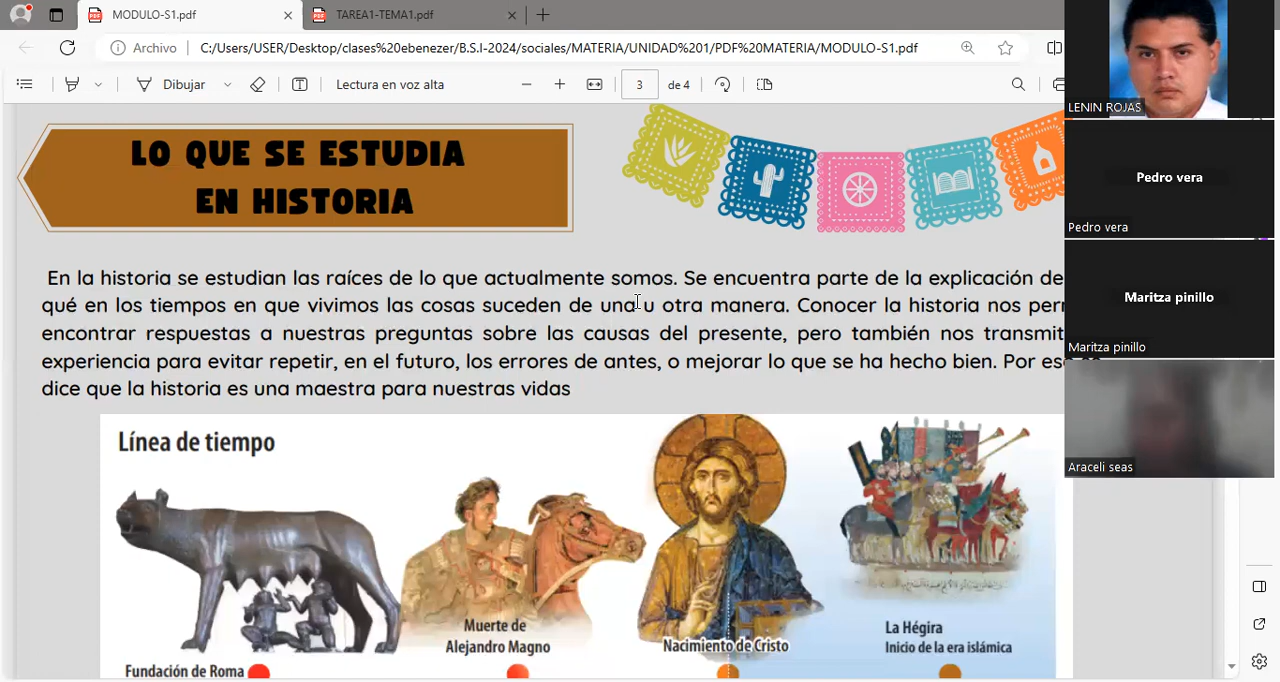 MODULO-S1.pdf
TAREA1-TEMA1.pdf
Archivo
C:/Users/USER/Desktop/clases%20ebenezer/B.S.I-2024/sociales/MATERIA/UNIDAD%201/PDF%20MATERIA/MODULO-S1.pdf
Dibujar
Lectura en voz alta
3
de 4
LO QUE SE ESTUDIA
EN HISTORIA
En la historia se estudian las raíces de lo que actualmente somos. Se encuentra parte de la explicación de
qué en los tiempos en que vivimos las cosas suceden de una u otra manera. Conocer la historia nos per
encontrar respuestas a nuestras preguntas sobre las causas del presente, pero también nos transmit
experiencia para evitar repetir, en el futuro, los errores de antes, o mejorar lo que se ha hecho bien. Por es
dice que la historia es una maestra para nuestras vidas
Línea de tiempo
Muerte de
Alejandro Magno
Nacimiento de Cristo
La Hégira
Inicio de la era islámica
Fundación de Roma
LENIN ROJAS
Pedro vera
Pedro vera
Maritza pinillo
Maritza pinillo
Araceli seas